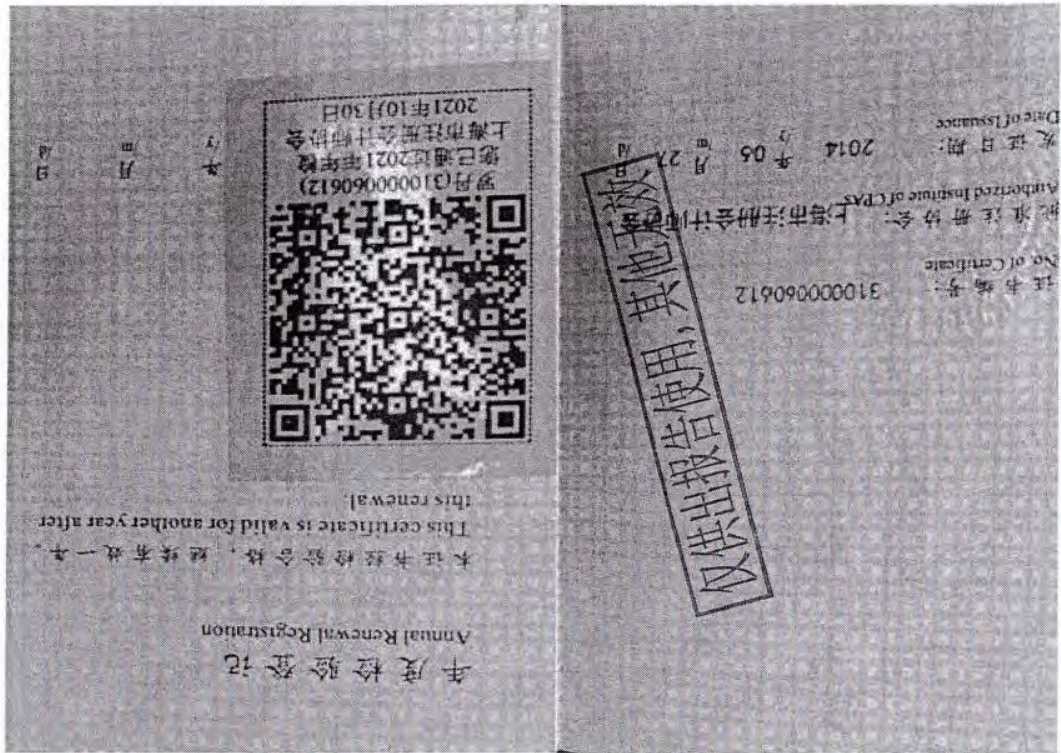 证书编号： 310000060612
No. of Certificate
批准注册协会： 上海市注册会计师协会
Authorized Institute of CPAs
发证日期： 2014 年 05 月 27 日
Date of Issuance /y /m /d
仅供出报告使用，其他无效
年度检验登记
Annual Renewal Registration
本证书经检验合格，继续有效一年。
This certificate is valid for another year after
this renewal.
罗丹(310000060612)
您已通过2021年年检
上海市注册会计师协会
2021年10月30日
年 月 日
/y /m /d